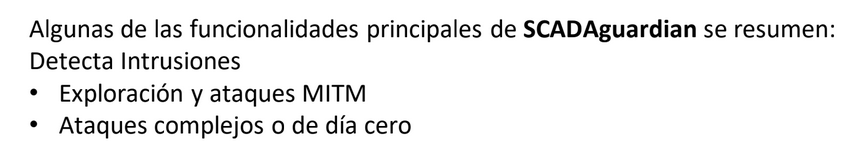 Algunas de las funcionalidades principales de SCADAguardian se resumen:
Detecta Intrusiones
• Exploración y ataques MITM
• Ataques complejos o de día cero